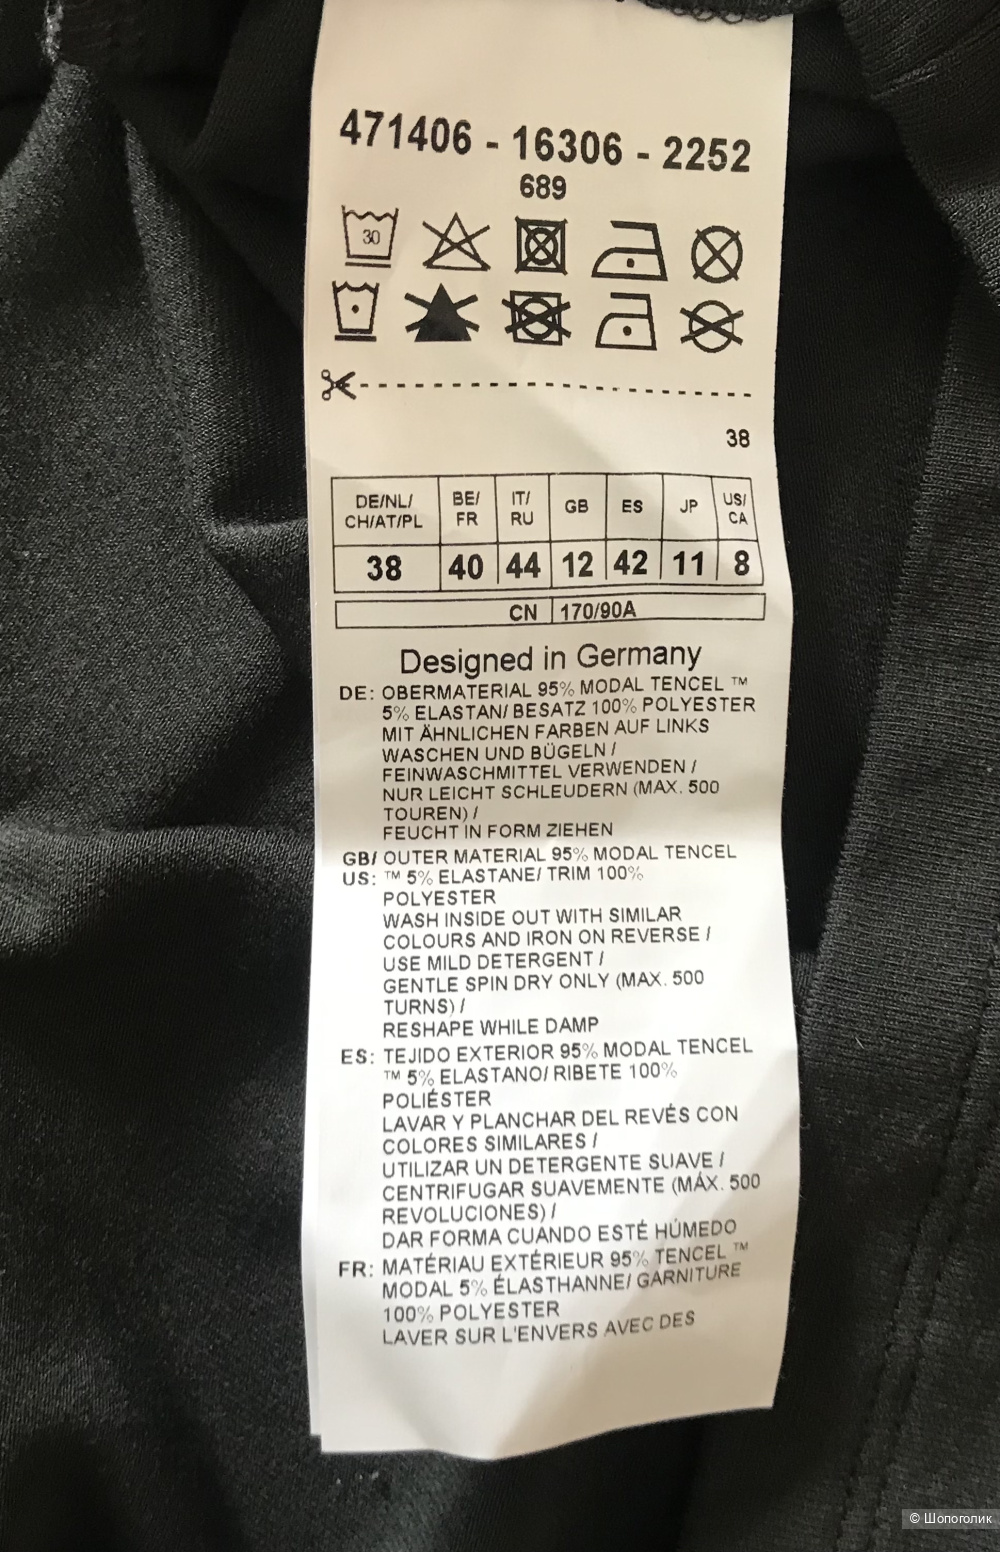 471406 - 16306 - 2252
689
30
38
DE/NL/ BE/ IT/ GB ES JP US/
CH/AT/PL FR RU CA
38 40 44 12 42 11 8
CN 170/90A
Designed in Germany
DE: OBERMATERIAL 95% MODAL TENCEL ™
5% ELASTAN/ BESATZ 100% POLYESTER
MIT ÄHNLICHEN FARBEN AUF LINKS
WASCHEN UND BÜGELN /
FEINWASCHMITTEL VERWENDEN /
NUR LEICHT SCHLEUDERN (MAX. 500
TOUREN) /
FEUCHT IN FORM ZIEHEN
GB/ OUTER MATERIAL 95% MODAL TENCEL
US: ™ 5% ELASTANE/ TRIM 100%
POLYESTER
WASH INSIDE OUT WITH SIMILAR
COLOURS AND IRON ON REVERSE /
USE MILD DETERGENT /
GENTLE SPIN DRY ONLY (MAX. 500
TURNS) /
RESHAPE WHILE DAMP
ES: TEJIDO EXTERIOR 95% MODAL TENCEL
™ 5% ELASTANO/ RIBETE 100%
POLIÉSTER
LAVAR Y PLANCHAR DEL REVÉS CON
COLORES SIMILARES /
UTILIZAR UN DETERGENTE SUAVE /
CENTRIFUGAR SUAVEMENTE (MÁX. 500
REVOLUCIONES) /
DAR FORMA CUANDO ESTÉ HÚMEDO
FR: MATÉRIAU EXTÉRIEUR 95% TENCEL ™
MODAL 5% ÉLASTHANNE/ GARNITURE
100% POLYESTER
LAVER SUR L'ENVERS AVEC DES
© Шопоголик